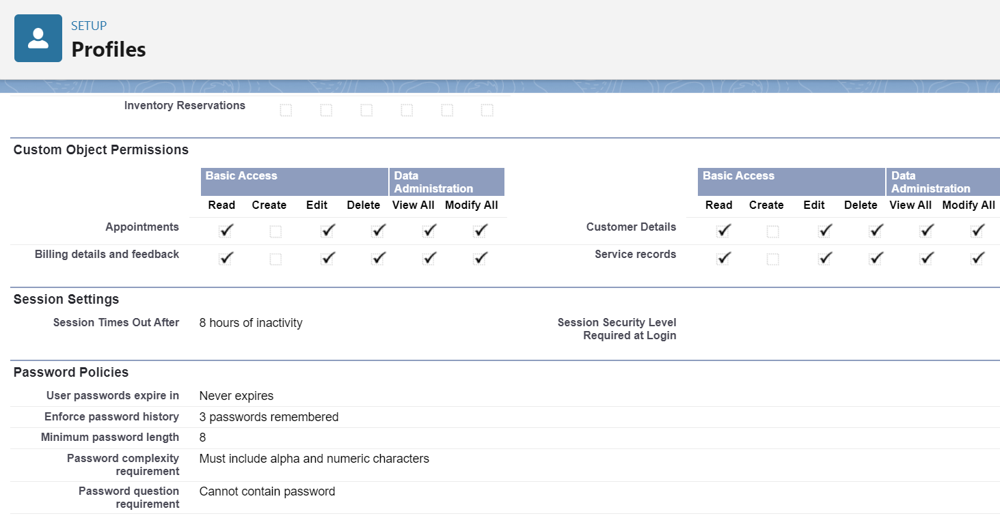 SETUP
Profiles
Inventory Reservations
Custom Object Permissions
Basic Access
Data
Administration
Read Create Edit Delete View All Modify All
Appointments
Billing details and feedback
Basic Access
Data
Administration
Read Create Edit Delete View All Modify All
Customer Details
Service records
Session Settings
Session Times Out After 8 hours of inactivity
Session Security Level
Required at Login
Password Policies
User passwords expire in Never expires
Enforce password history 3 passwords remembered
Minimum password length 8
Password complexity Must include alpha and numeric characters
requirement
Password question Cannot contain password
requirement